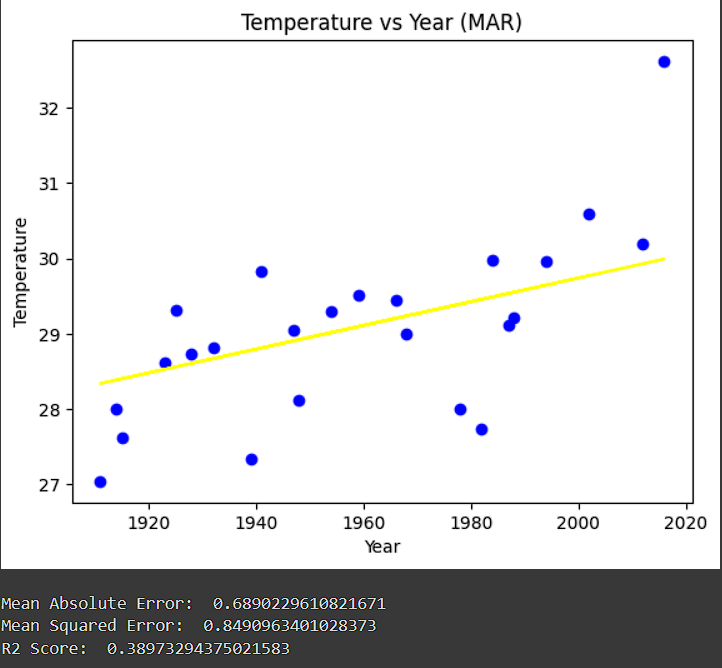 Temperature vs Year (MAR)
32
31
30
29
28
27
Temperature
1920 1940 1960 1980 2000 2020
Year
Mean Absolute Error: 0.6890229610821671
Mean Squared Error: 0.8490963401028373
R2 Score: 0.38973294375021583